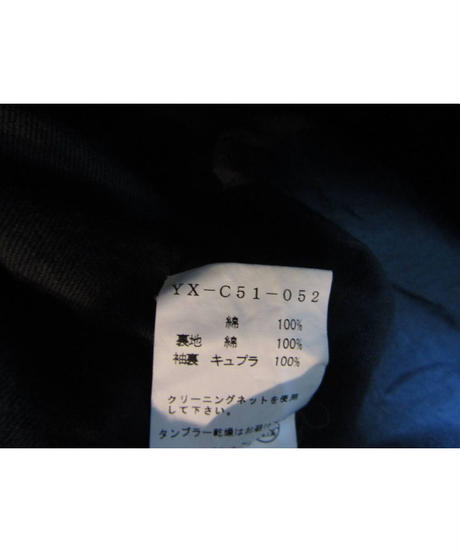 YX-C51-052
綿 100%
裏地 綿 100%
袖裏 キュプラ 100%
クリーニングネットを使用
して下さい。
タンブラー乾燥はお避け